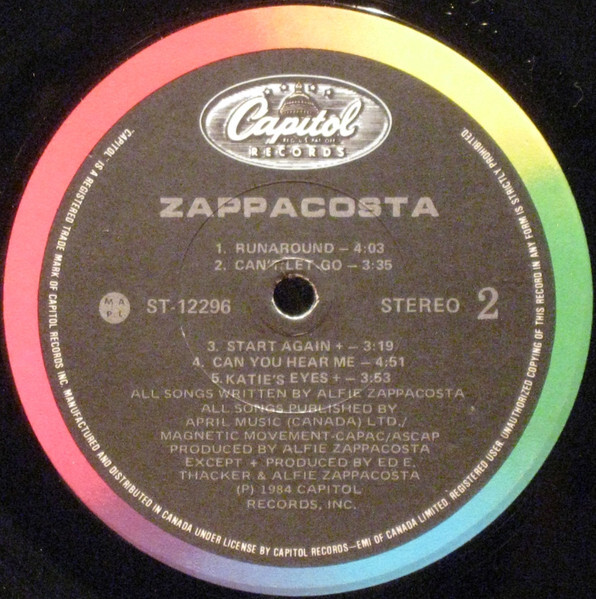 Capitol
RECORDS
ZAPPACOSTA
1. RUNAROUND – 4:03
2. CAN'T LET GO – 3:35
M A
P L
ST-12296
STEREO 2
3. START AGAIN + – 3:19
4. CAN YOU HEAR ME – 4:51
5. KATIE'S EYES + – 3:53
ALL SONGS WRITTEN BY ALFIE ZAPPACOSTA
ALL SONGS PUBLISHED BY
APRIL MUSIC (CANADA) LTD./
MAGNETIC MOVEMENT-CAPAC/ASCAP
PRODUCED BY ALFIE ZAPPACOSTA
EXCEPT + PRODUCED BY ED E.
THACKER & ALFIE ZAPPACOSTA
(P) 1984 CAPITOL
RECORDS, INC.
"CAPITOL" IS A REGISTERED TRADE MARK OF CAPITOL RECORDS INC. MANUFACTURED AND DISTRIBUTED IN CANADA UNDER LICENSE BY CAPITOL RECORDS—EMI OF CANADA LIMITED. REGISTERED USER. UNAUTHORIZED COPYING OF THIS RECORD IN ANY FORM IS STRICTLY PROHIBITED.